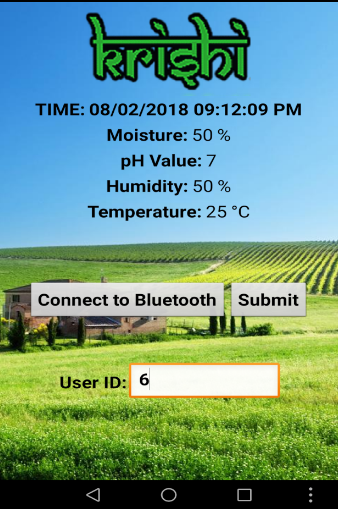 krishi
TIME: 08/02/2018 09:12:09 PM
Moisture: 50 %
pH Value: 7
Humidity: 50 %
Temperature: 25 °C
Connect to Bluetooth Submit
User ID: 6